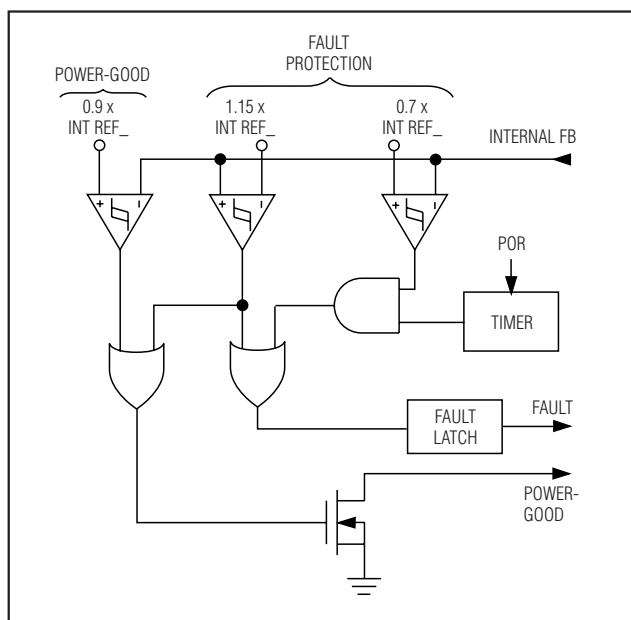 FAULT
PROTECTION
POWER-GOOD
0.9 x
INT REF_
1.15 x
INT REF_
0.7 x
INT REF_
INTERNAL FB
+ –
+ –
+ –
POR
TIMER
FAULT
LATCH
FAULT
POWER-
GOOD